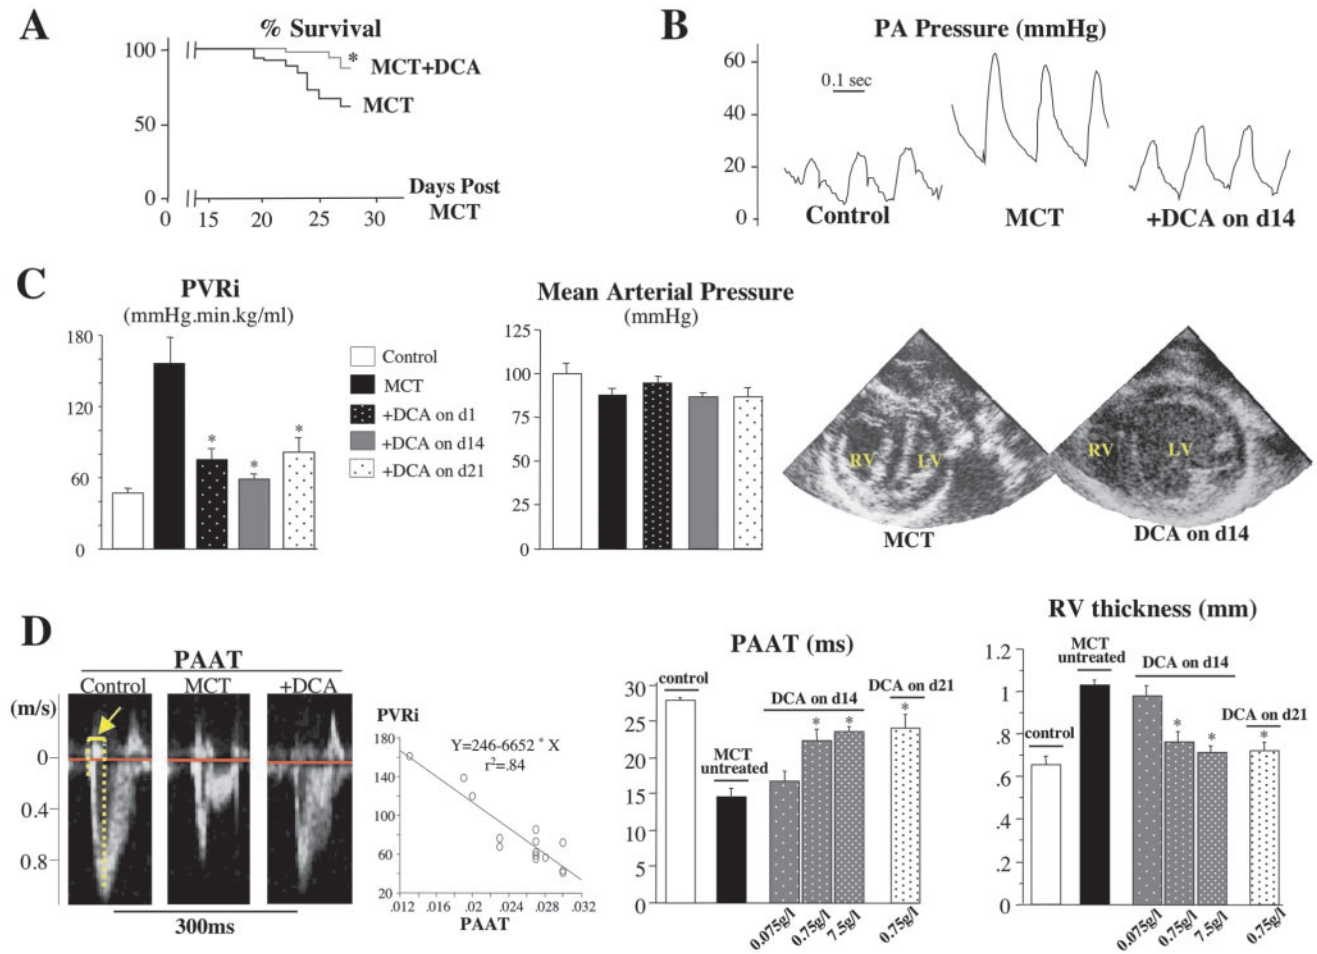 A
% Survival
100
50
0
*
MCT+DCA
MCT
0
15
20
25
30
Days Post
MCT
B
PA Pressure (mmHg)
60
40
20
0
0.1 sec
Control
MCT
+DCA on d14
C
PVRi
(mmHg.min.kg/ml)
180
120
60
0
*
*
*
Control
MCT
+DCA on d1
+DCA on d14
+DCA on d21
Mean Arterial Pressure
(mmHg)
125
100
75
50
25
0
RV
LV
MCT
RV
LV
DCA on d14
D
PAAT
Control
MCT
+DCA
(m/s)
0
0.4
0.8
300ms
PVRi
180
140
100
60
20
Y=246-6652 * X
r²=.84
.012
.016
.02
.024
.028
.032
PAAT
PAAT (ms)
30
25
20
15
10
5
0
control
MCT
untreated
DCA on d14
DCA on d21
*
*
*
0.075g/l
0.75g/l
7.5g/l
0.75g/l
RV thickness (mm)
1.2
1
.8
.6
.4
.2
0
control
MCT
untreated
DCA on d14
DCA on d21
*
*
*
0.075g/l
0.75g/l
7.5g/l
0.75g/l